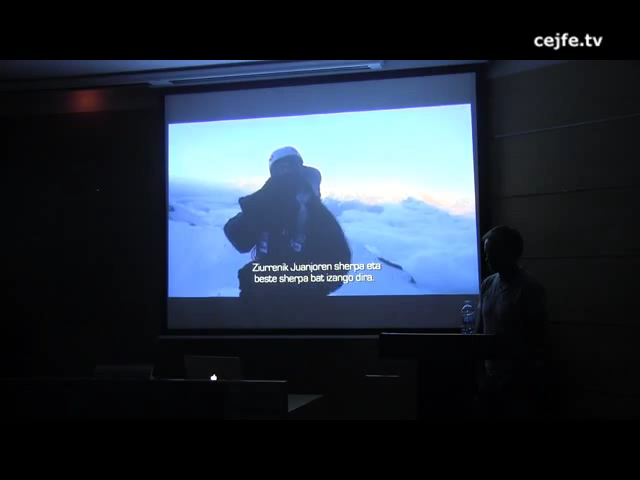 cejfe.tv
Ziurrenik Juanjoren sherpa eta
beste sherpa bat izango dira.